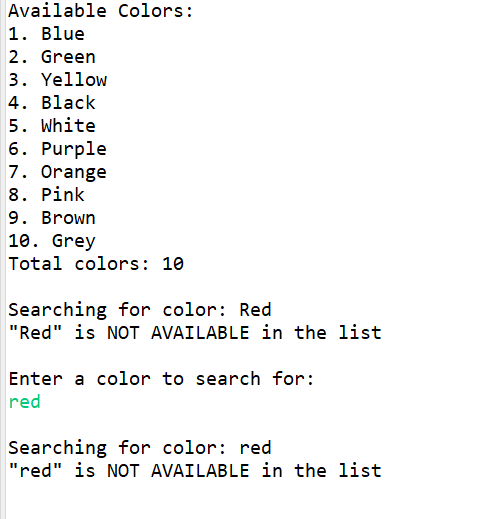 Available Colors:
1. Blue
2. Green
3. Yellow
4. Black
5. White
6. Purple
7. Orange
8. Pink
9. Brown
10. Grey
Total colors: 10
Searching for color: Red
"Red" is NOT AVAILABLE in the list
Enter a color to search for:
red
Searching for color: red
"red" is NOT AVAILABLE in the list